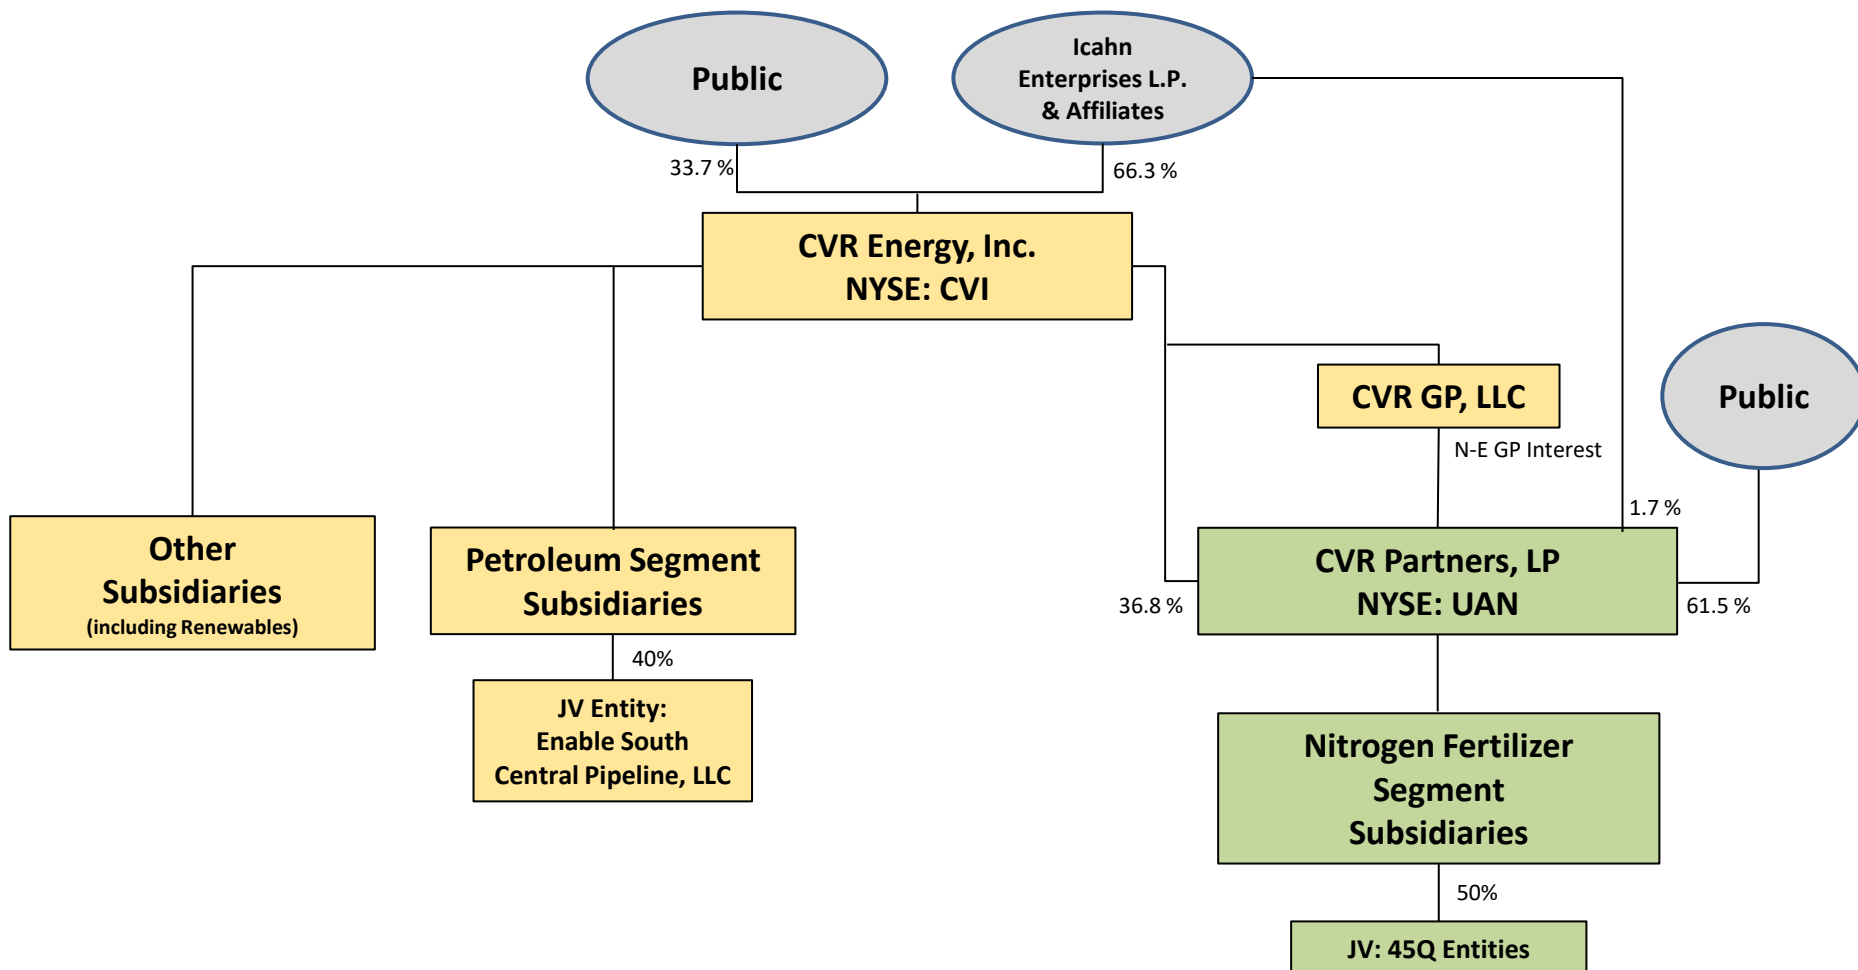 Public
Icahn
Enterprises L.P.
& Affiliates
33.7 %
66.3 %
CVR Energy, Inc.
NYSE: CVI
CVR GP, LLC
Public
N-E GP Interest
1.7 %
Other
Subsidiaries
(including Renewables)
Petroleum Segment
Subsidiaries
CVR Partners, LP
NYSE: UAN
36.8 %
61.5 %
40%
JV Entity:
Enable South
Central Pipeline, LLC
Nitrogen Fertilizer
Segment
Subsidiaries
50%
JV: 45Q Entities